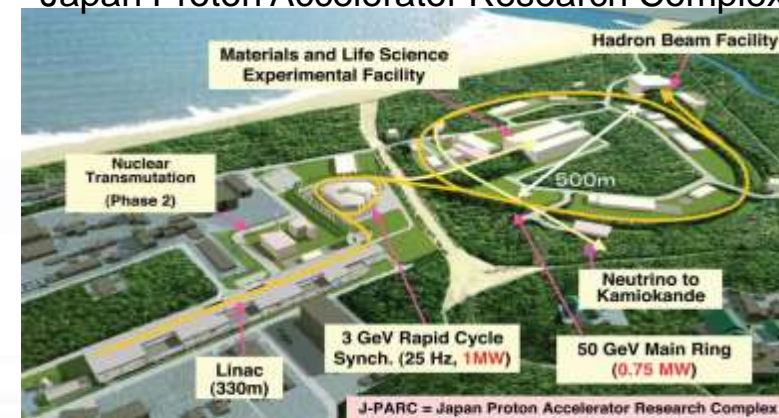 Japan Proton Accelerator Research Complex
Materials and Life Science
Experimental Facility
Hadron Beam Facility
Nuclear
Transmutation
(Phase 2)
500m
Neutrino to
Kamiokande
3 GeV Rapid Cycle
Synch. (25 Hz, 1MW)
50 GeV Main Ring
(0.75 MW)
Linac
(330m)
J-PARC = Japan Proton Accelerator Research Complex